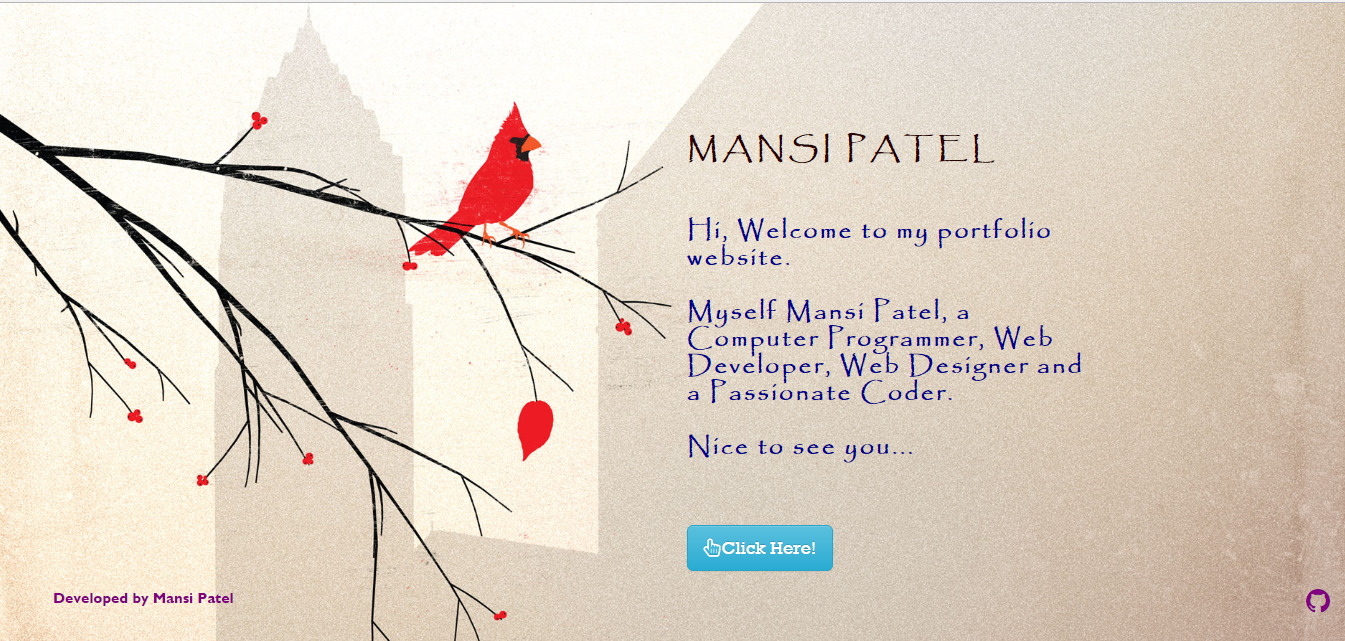 MANSI PATEL
Hi, Welcome to my portfolio
website.
Myself Mansi Patel, a
Computer Programmer, Web
Developer, Web Designer and
a Passionate Coder.
Nice to see you...
Click Here!
Developed by Mansi Patel